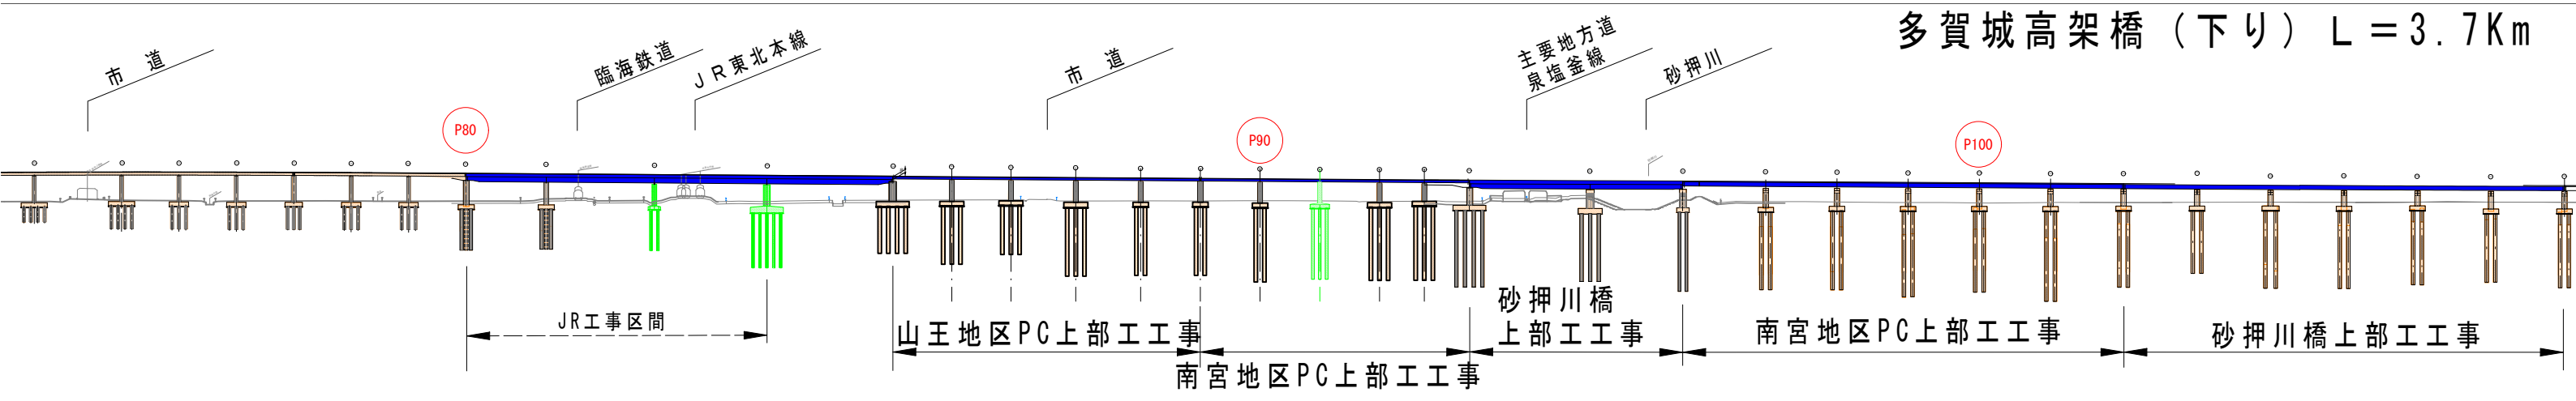 多賀城高架橋（下り）Ｌ＝3.7Km
市道
臨海鉄道
ＪＲ東北本線
市道
主要地方道
泉塩釜線
砂押川
P80
P90
P100
JR工事区間
山王地区PC上部工工事
南宮地区PC上部工工事
砂押川橋
上部工工事
南宮地区PC上部工工事
砂押川橋上部工工事